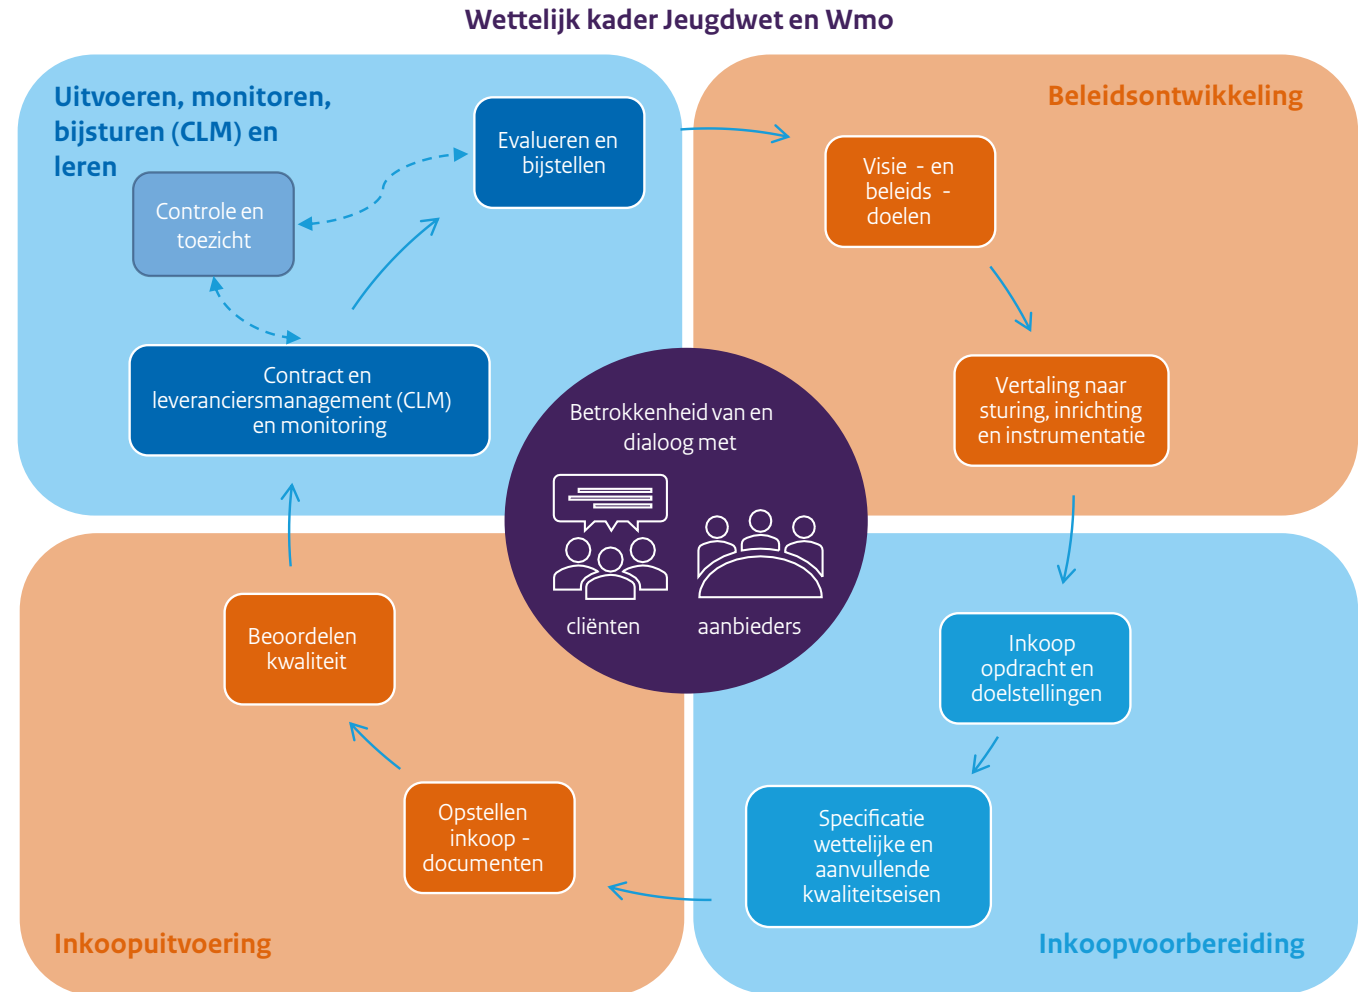 Wettelijk kader Jeugdwet en Wmo
Uitvoeren, monitoren,
bijsturen (CLM) en
leren
Controle en
toezicht
Evalueren en
bijstellen
Contract en
leveranciersmanagement (CLM)
en monitoring
Beleidsontwikkeling
Visie - en
beleids -
doelen
Vertaling naar
sturing, inrichting
en instrumentatie
Betrokkenheid van en
dialoog met
cliënten
aanbieders
Inkoop
opdracht en
doelstellingen
Specificatie
wettelijke en
aanvullende
kwaliteitseisen
Inkoopvoorbereiding
Opstellen
inkoop -
documenten
Beoordelen
kwaliteit
Inkoopuitvoering